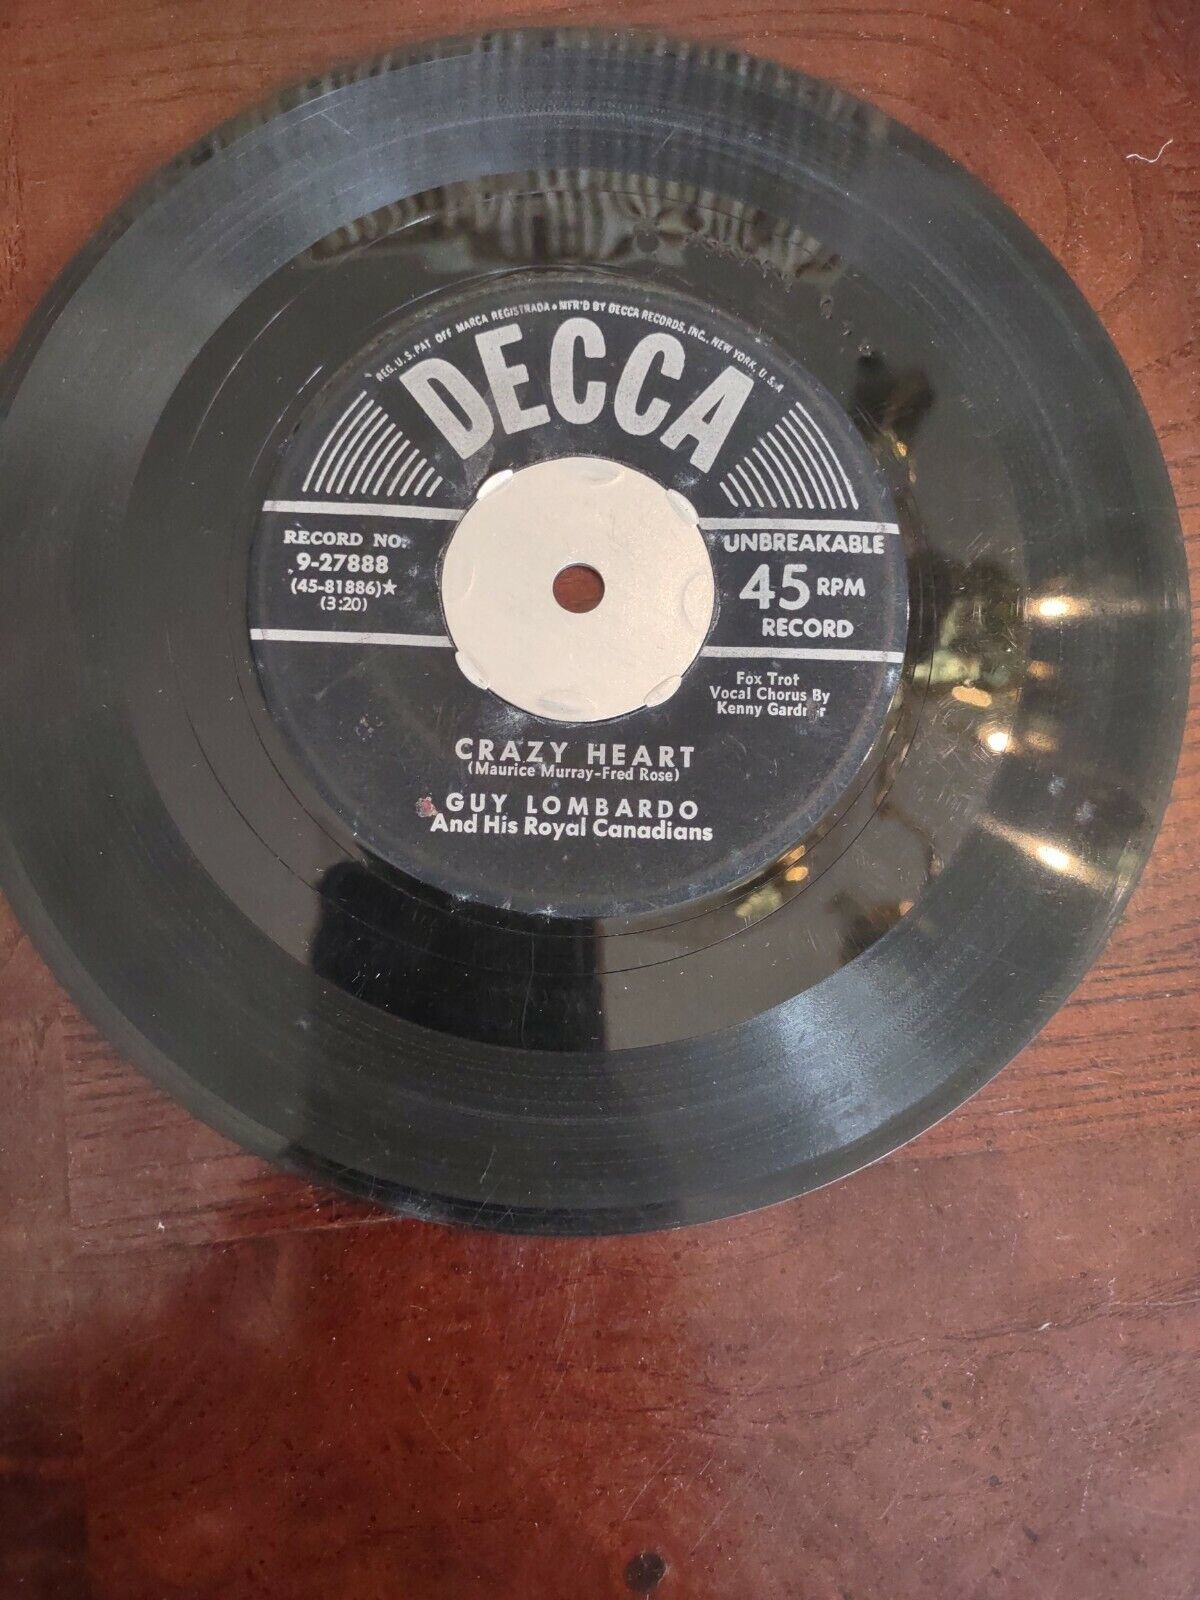 REG. U.S. PAT OFF MARCA REGISTRADA • MFR'D BY DECCA RECORDS, INC., NEW YORK, U.S.A
DECCA
RECORD NO.
9-27888
(45-81886)★
(3:20)
UNBREAKABLE
45 RPM
RECORD
Fox Trot
Vocal Chorus By
Kenny Gardner
CRAZY HEART
(Maurice Murray-Fred Rose)
GUY LOMBARDO
And His Royal Canadians